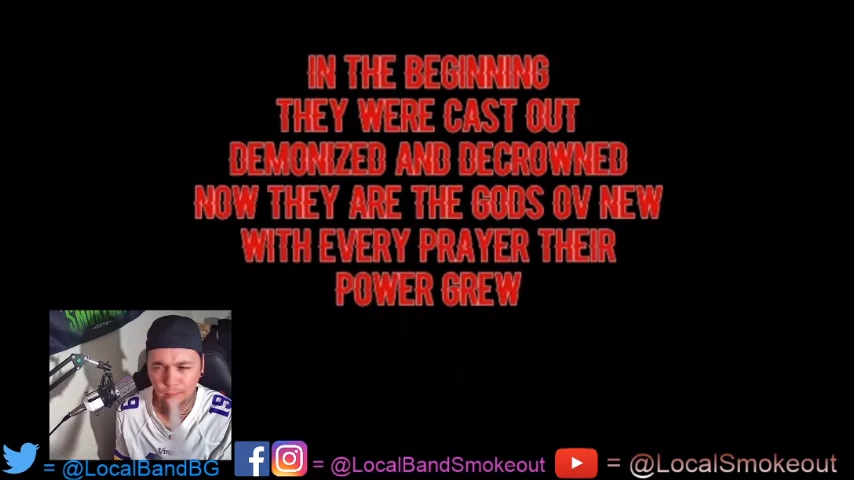 IN THE BEGINNING
THEY WERE CAST OUT
DEMONIZED AND DECROWNED
NOW THEY ARE THE GODS OV NEW
WITH EVERY PRAYER THEIR
POWER GREW
19
= @LocalBandBG
= @LocalBandSmokeout
= @LocalSmokeout